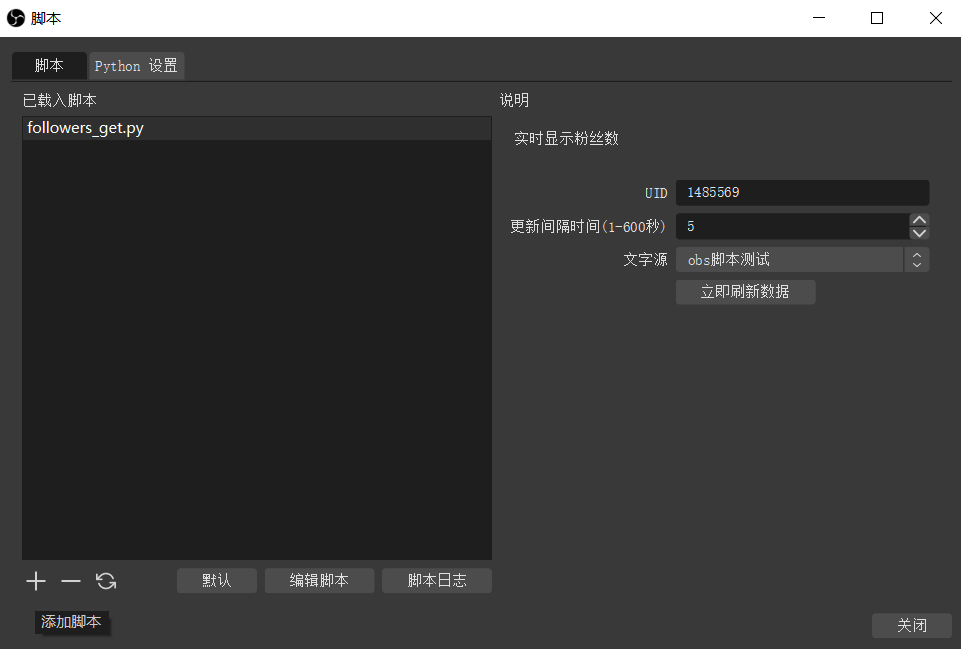 脚本
脚本 Python 设置
已载入脚本
followers_get.py
说明
实时显示粉丝数
UID 1485569
更新间隔时间(1-600秒) 5
文字源 obs脚本测试
立即刷新数据
默认 编辑脚本 脚本日志
添加脚本
关闭